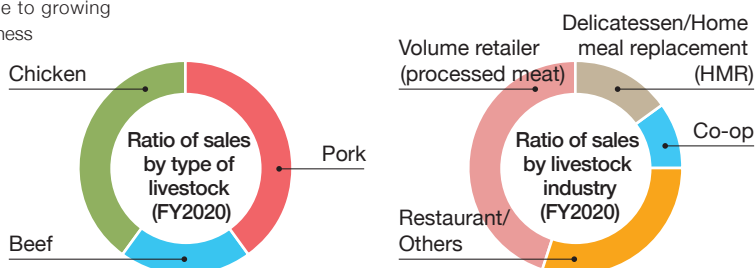 e to growing
ness
Chicken
Ratio of sales
by type of
livestock
(FY2020)
Pork
Beef
Delicatessen/Home
meal replacement
(HMR)
Volume retailer
(processed meat)
Co-op
Ratio of sales
by livestock
industry
(FY2020)
Restaurant/
Others